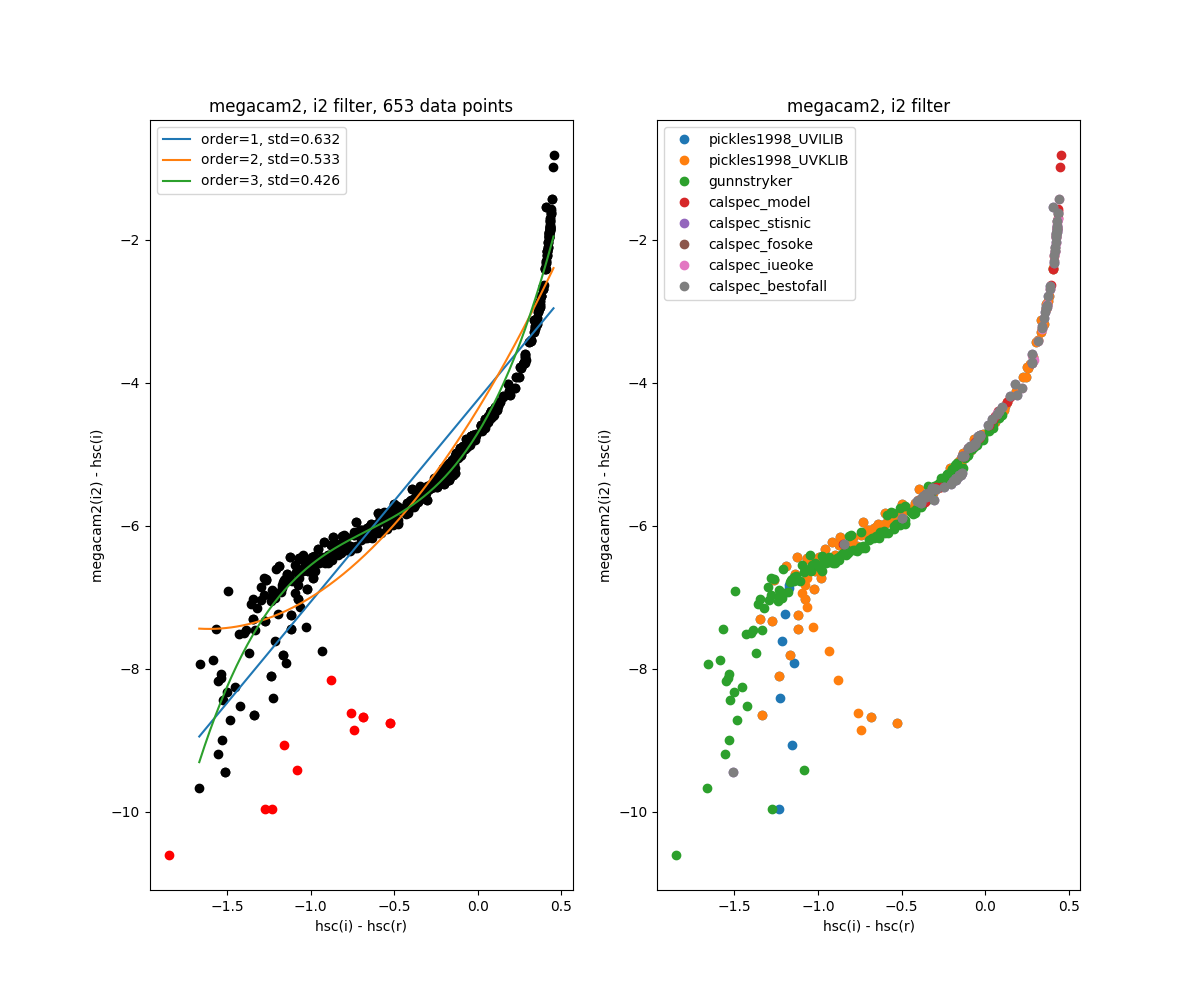 megacam2, i2 filter, 653 data points
order=1, std=0.632
order=2, std=0.533
order=3, std=0.426
megacam2(i2) - hsc(i)
−2
−4
−6
−8
−10
−1.5
−1.0
−0.5
0.0
0.5
hsc(i) - hsc(r)
megacam2, i2 filter
pickles1998_UVILIB
pickles1998_UVKLIB
gunnstryker
calspec_model
calspec_stisnic
calspec_fosoke
calspec_iueoke
calspec_bestofall
megacam2(i2) - hsc(i)
−2
−4
−6
−8
−10
−1.5
−1.0
−0.5
0.0
0.5
hsc(i) - hsc(r)